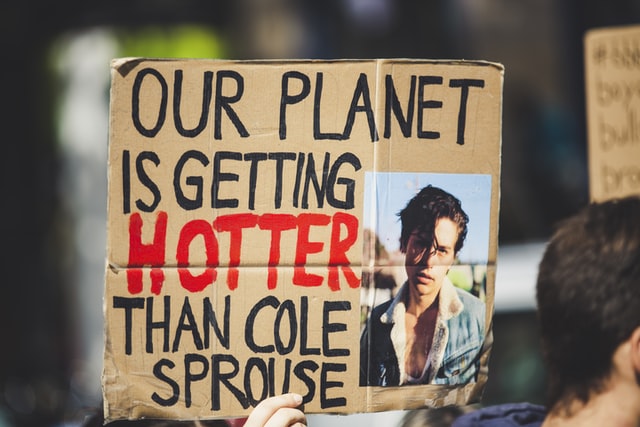 OUR PLANET
IS GETTING
HOTTER
THAN COLE
SPROUSE